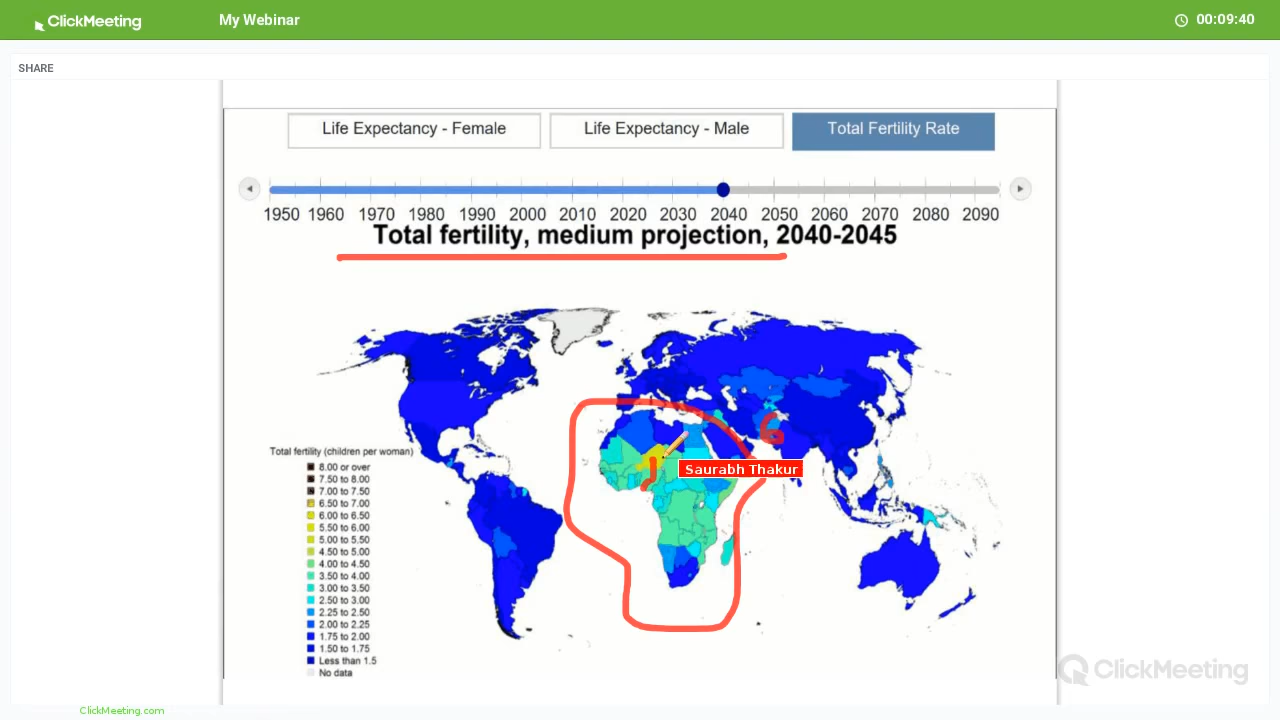 ClickMeeting
My Webinar
00:09:40
SHARE
Life Expectancy - Female
Life Expectancy - Male
Total Fertility Rate
1950 1960 1970 1980 1990 2000 2010 2020 2030 2040 2050 2060 2070 2080 2090
Total fertility, medium projection, 2040-2045
Total fertility (children per woman)
8.00 or over
7.50 to 8.00
7.00 to 7.50
6.50 to 7.00
6.00 to 6.50
5.50 to 6.00
5.00 to 5.50
4.50 to 5.00
4.00 to 4.50
3.50 to 4.00
3.00 to 3.50
2.50 to 3.00
2.25 to 2.50
2.00 to 2.25
1.75 to 2.00
1.50 to 1.75
Less than 1.5
No data
Saurabh Thakur
ClickMeeting
ClickMeeting.com